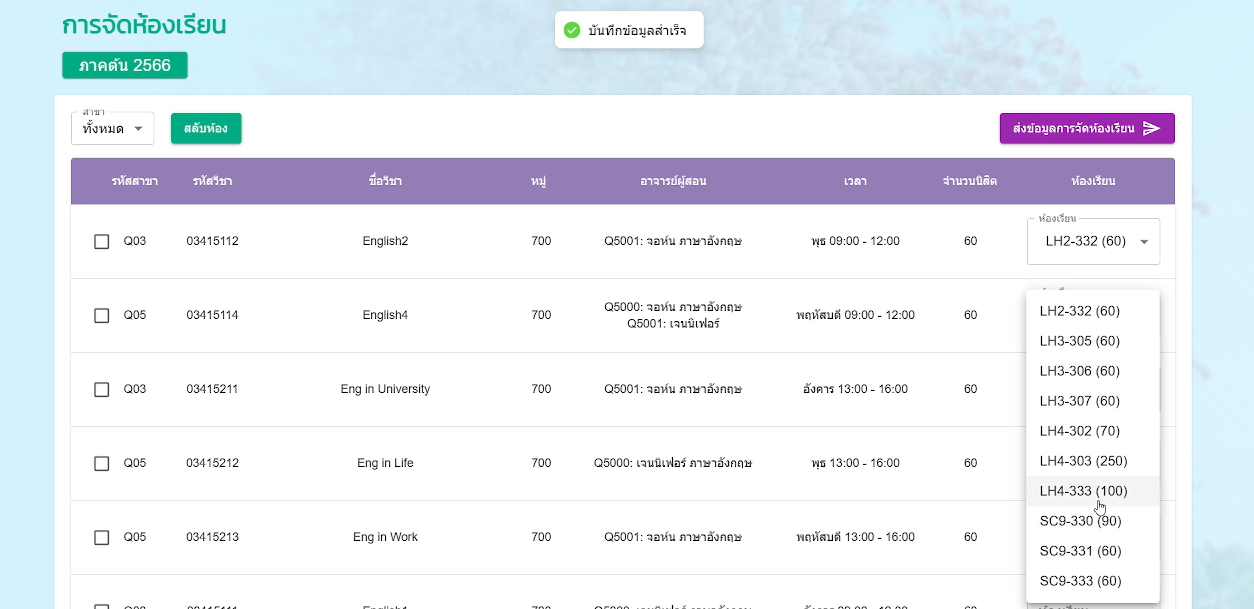 การจัดห้องเรียน
บันทึกข้อมูลสำเร็จ
ภาคต้น 2566
สาขา
ทั้งหมด
สลับห้อง
ส่งข้อมูลการจัดห้องเรียน
รหัสสาขา รหัสวิชา ชื่อวิชา หมู่ อาจารย์ผู้สอน เวลา จำนวนนิสิต ห้องเรียน
ห้องเรียน
Q03 03415112 English2 700 Q5001: จอห์น ภาษาอังกฤษ พุธ 09:00 - 12:00 60 LH2-332 (60)
Q05 03415114 English4 700 Q5000: จอห์น ภาษาอังกฤษ พฤหัสบดี 09:00 - 12:00 60
Q5001: เจนนิเฟอร์
Q03 03415211 Eng in University 700 Q5001: จอห์น ภาษาอังกฤษ อังคาร 13:00 - 16:00 60
Q05 03415212 Eng in Life 700 Q5000: เจนนิเฟอร์ ภาษาอังกฤษ พุธ 13:00 - 16:00 60
Q05 03415213 Eng in Work 700 Q5001: จอห์น ภาษาอังกฤษ พฤหัสบดี 13:00 - 16:00 60
LH2-332 (60)
LH3-305 (60)
LH3-306 (60)
LH3-307 (60)
LH4-302 (70)
LH4-303 (250)
LH4-333 (100)
SC9-330 (90)
SC9-331 (60)
SC9-333 (60)